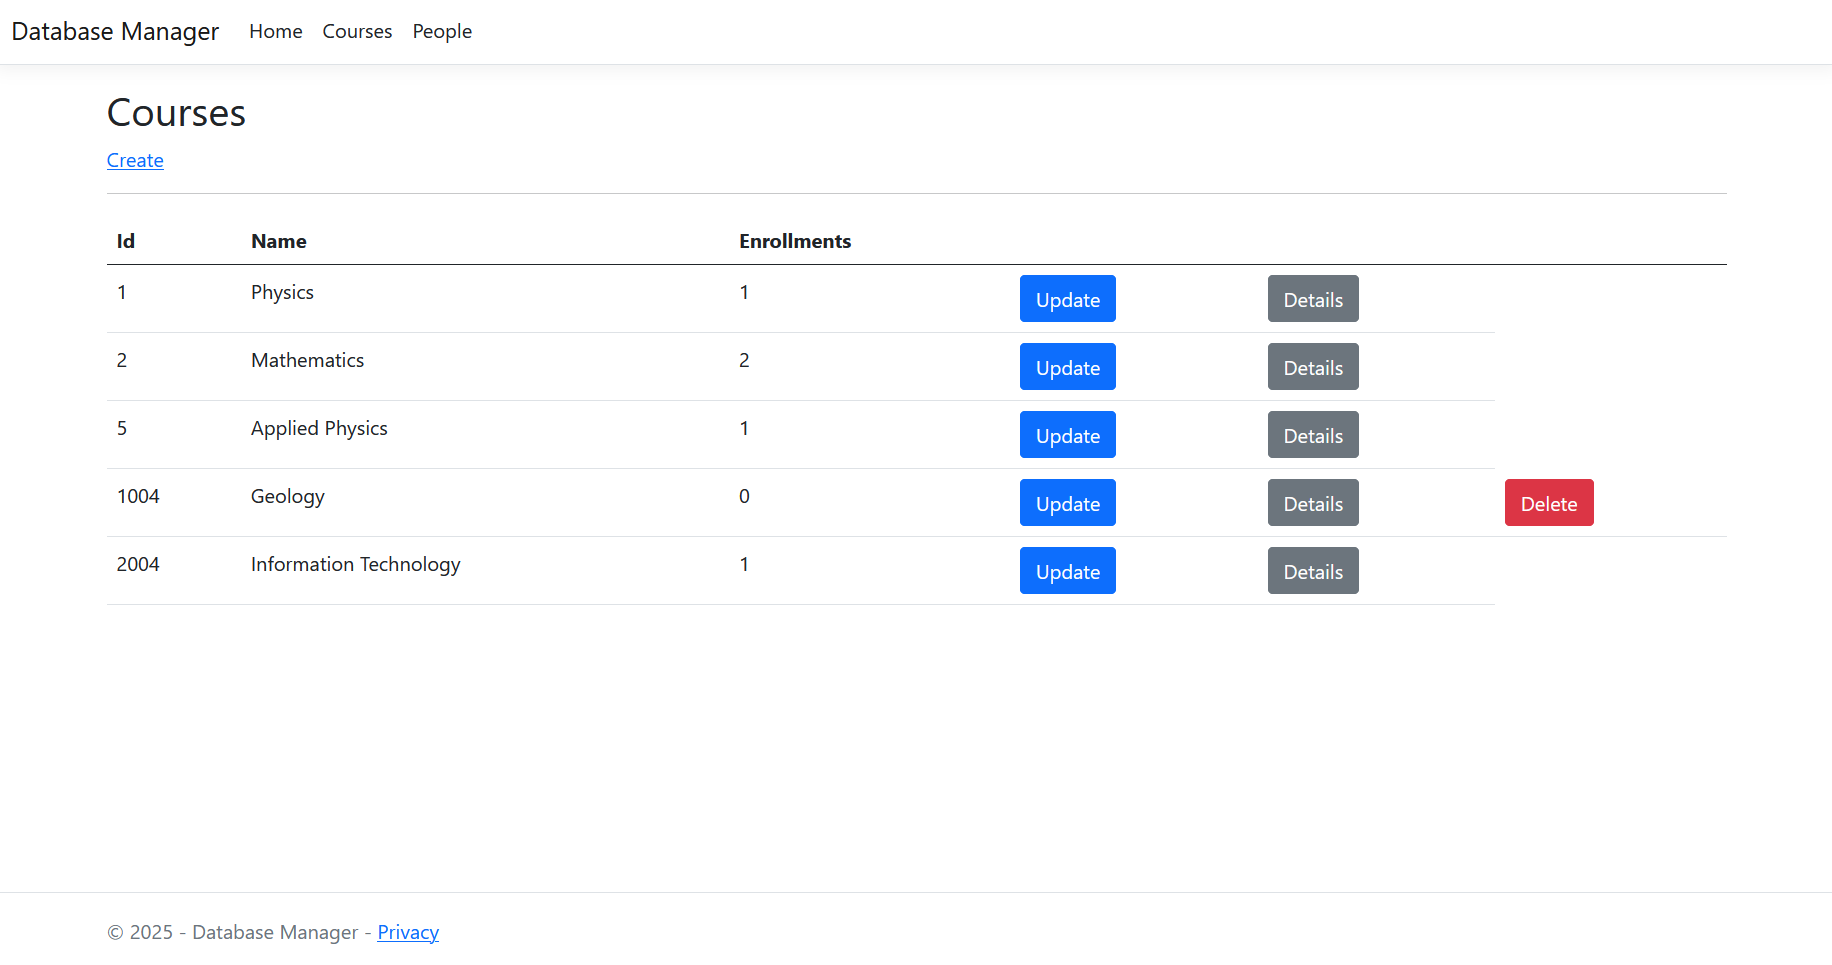 Database Manager Home Courses People
Courses
Create
Id Name Enrollments
1 Physics 1 Update Details
2 Mathematics 2 Update Details
5 Applied Physics 1 Update Details
1004 Geology 0 Update Details Delete
2004 Information Technology 1 Update Details
© 2025 - Database Manager - Privacy